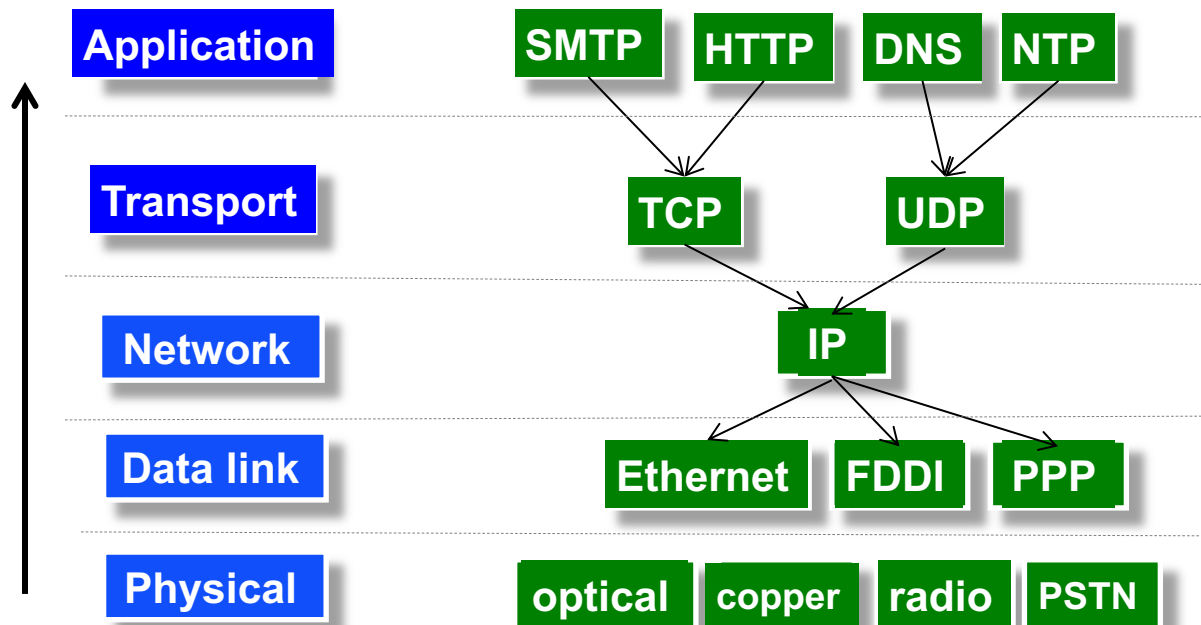 Application SMTP HTTP DNS NTP
Transport TCP UDP
Network IP
Data link Ethernet FDDI PPP
Physical optical copper radio PSTN